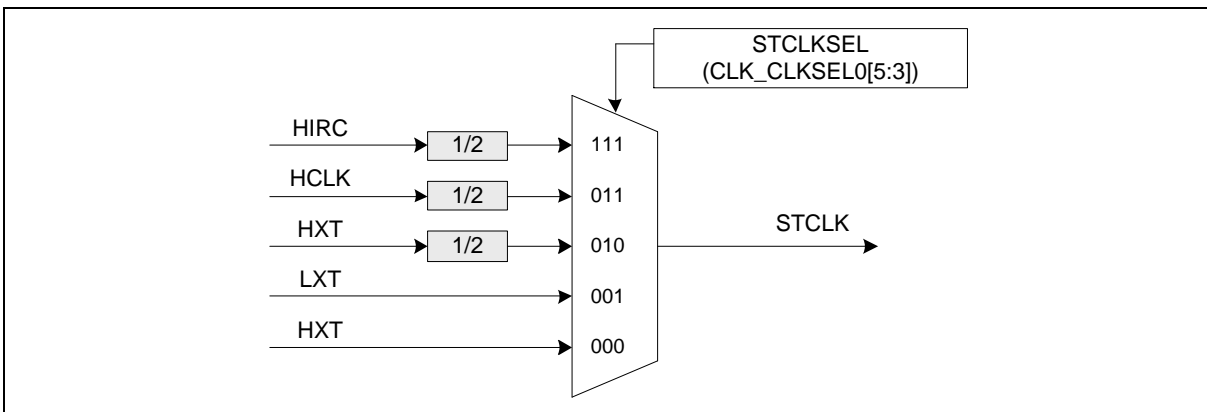 STCLKSEL
(CLK_CLKSEL0[5:3])
HIRC
1/2
111
HCLK
1/2
011
HXT
1/2
010
STCLK
LXT
001
HXT
000